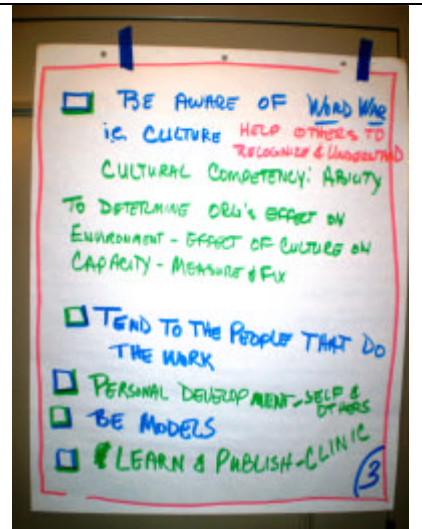 BE AWARE OF WORD WAR
i.e. CULTURE HELP OTHERS TO
RECOGNIZE & UNDERSTAND
CULTURAL COMPETENCY: ABILITY
TO DETERMINE ORG'S EFFECT ON
ENVIRONMENT - EFFECT OF CULTURE ON
CAPACITY - MEASURE & FIX
TEND TO THE PEOPLE THAT DO
THE WORK
PERSONAL DEVELOPMENT - SELF &
OTHERS
BE MODELS
LEARN & PUBLISH - CLINIC
3